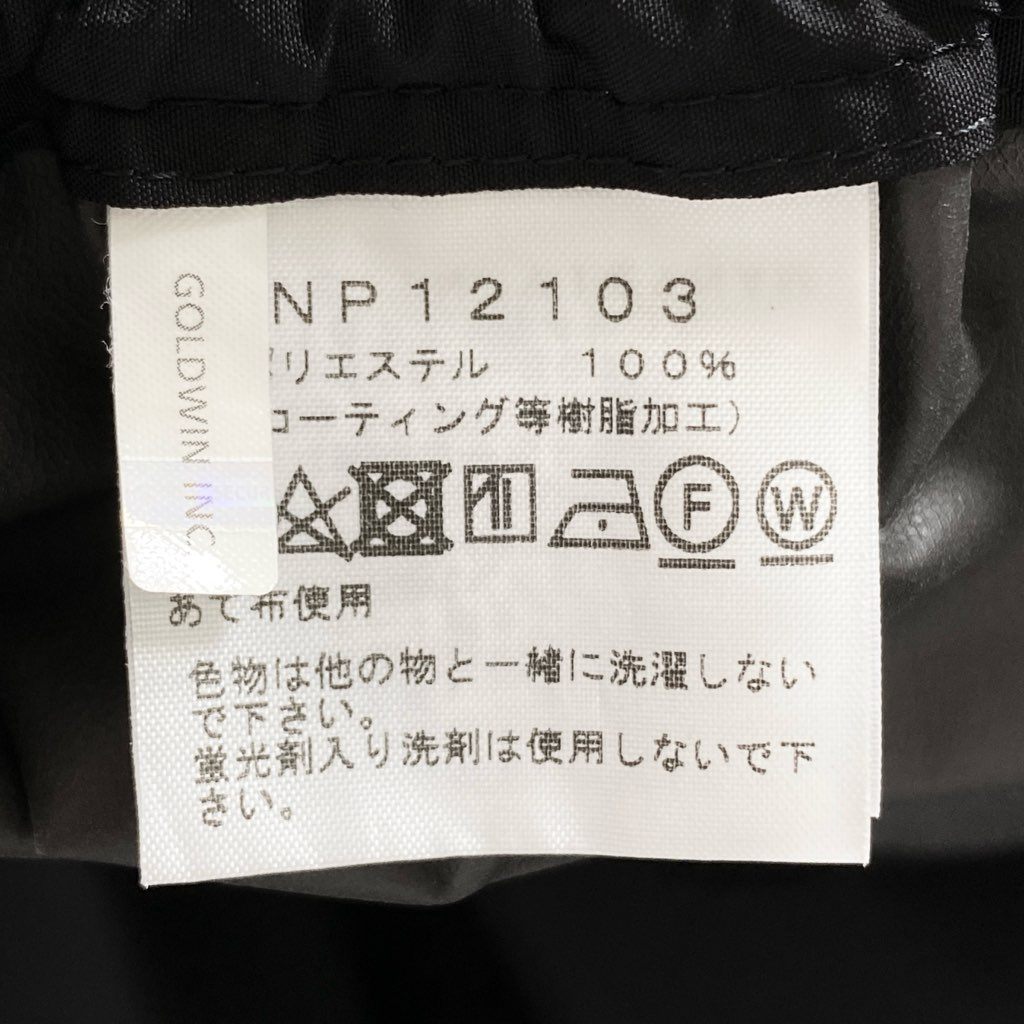 GOLDWIN INC.
NP12103
ポリエステル 100%
コーティング等樹脂加工)
F W
あて布使用
色物は他の物と一緒に洗濯しない
で下さい。
蛍光剤入り洗剤は使用しないで下
さい。